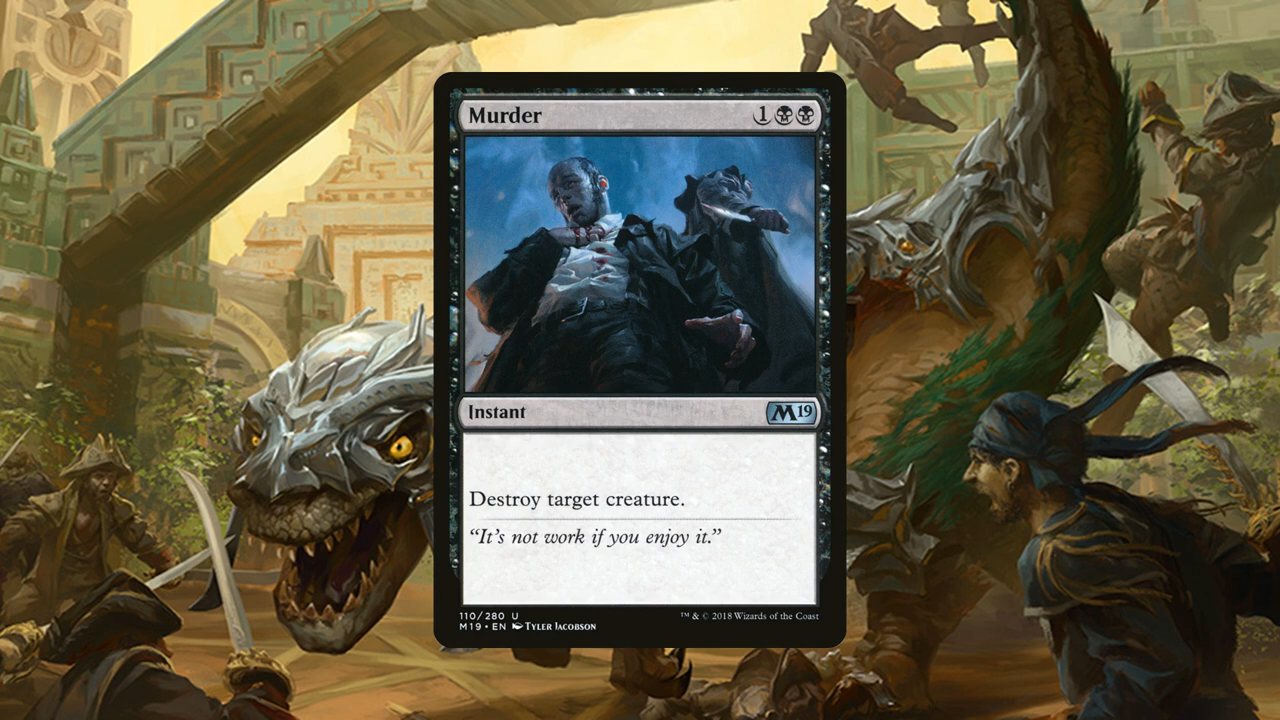 Murder 1
Instant M19
Destroy target creature.
“It’s not work if you enjoy it.”
110/280 U
M19 • EN Tyler Jacobson
™ & © 2018 Wizards of the Coast